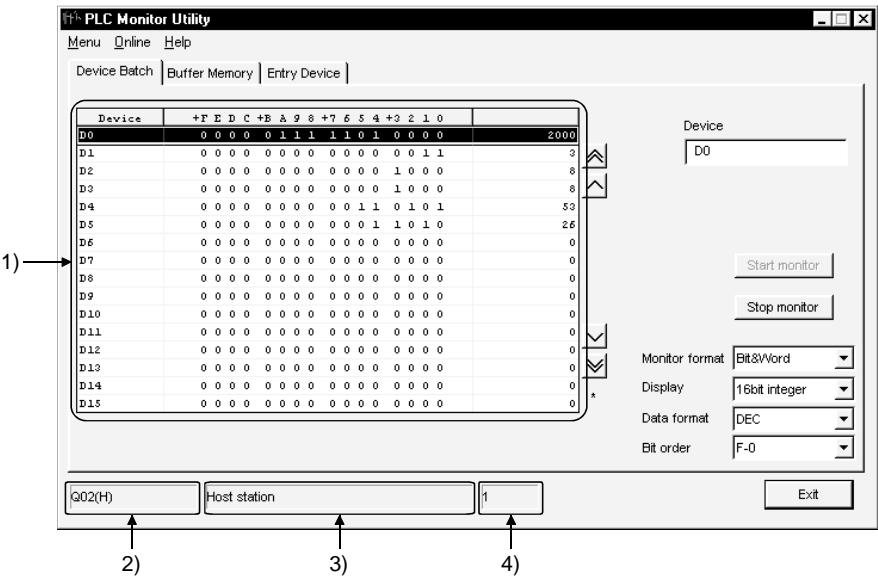 PLC Monitor Utility
Menu Online Help
Device Batch Buffer Memory Entry Device
Device +F E D C +B A 9 8 +7 6 5 4 +3 2 1 0
D0 0 0 0 0 0 1 1 1 1 1 0 1 0 0 0 0 2000
D1 0 0 0 0 0 0 0 0 0 0 0 0 0 0 1 1 3
D2 0 0 0 0 0 0 0 0 0 0 0 0 1 0 0 0 8
D3 0 0 0 0 0 0 0 0 0 0 0 0 1 0 0 0 8
D4 0 0 0 0 0 0 0 0 0 0 1 1 0 1 0 1 53
D5 0 0 0 0 0 0 0 0 0 0 0 1 1 0 1 0 26
D6 0 0 0 0 0 0 0 0 0 0 0 0 0 0 0 0 0
D7 0 0 0 0 0 0 0 0 0 0 0 0 0 0 0 0 0
D8 0 0 0 0 0 0 0 0 0 0 0 0 0 0 0 0 0
D9 0 0 0 0 0 0 0 0 0 0 0 0 0 0 0 0 0
D10 0 0 0 0 0 0 0 0 0 0 0 0 0 0 0 0 0
D11 0 0 0 0 0 0 0 0 0 0 0 0 0 0 0 0 0
D12 0 0 0 0 0 0 0 0 0 0 0 0 0 0 0 0 0
D13 0 0 0 0 0 0 0 0 0 0 0 0 0 0 0 0 0
D14 0 0 0 0 0 0 0 0 0 0 0 0 0 0 0 0 0
D15 0 0 0 0 0 0 0 0 0 0 0 0 0 0 0 0 0
*
1)
Device
D0
Start monitor
Stop monitor
Monitor format Bit&Word
Display 16bit integer
Data format DEC
Bit order F-0
Q02(H) Host station 1 Exit
2) 3) 4)